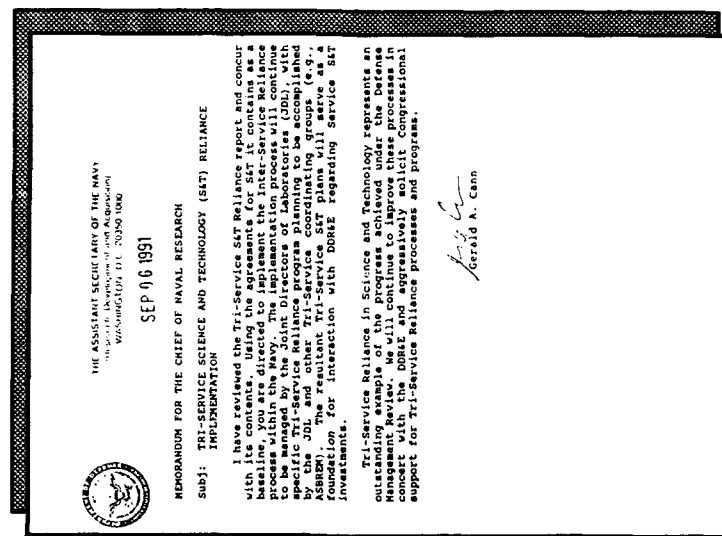 THE ASSISTANT SECRETARY OF THE NAVY
(Research, Development and Acquisition)
WASHINGTON, D.C. 20350-1000
SEP 06 1991
MEMORANDUM FOR THE CHIEF OF NAVAL RESEARCH
Subj: TRI-SERVICE SCIENCE AND TECHNOLOGY (S&T) RELIANCE
IMPLEMENTATION
I have reviewed the Tri-Service S&T Reliance report and concur
with its contents. Using the agreements for S&T it contains as a
baseline, you are directed to implement the Inter-Service Reliance
process within the Navy. The implementation process will continue
to be managed by the Joint Directors of Laboratories (JDL), with
specific Tri-Service Reliance program planning to be accomplished
by the JDL and other Tri-Service coordinating groups (e.g.,
ASBREM). The resultant Tri-Service S&T plans will serve as a
foundation for interaction with DDR&E regarding Service S&T
investments.
Tri-Service Reliance in Science and Technology represents an
outstanding example of the progress achieved under the Defense
Management Review. We will continue to improve these processes in
concert with the DDR&E and aggressively solicit Congressional
support for Tri-Service Reliance processes and programs.
Gerald A. Cann